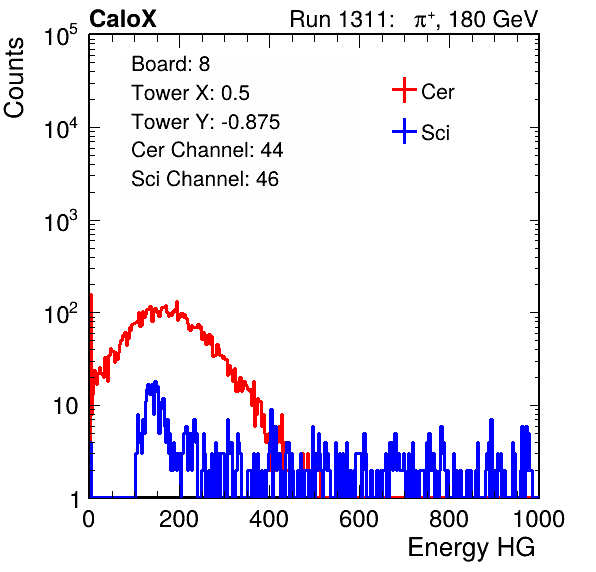 CaloX Run 1311: π⁺, 180 GeV
Board: 8
Tower X: 0.5
Tower Y: -0.875
Cer Channel: 44
Sci Channel: 46
Cer
Sci
Counts
10⁵
10⁴
10³
10²
10
1
0 200 400 600 800 1000
Energy HG